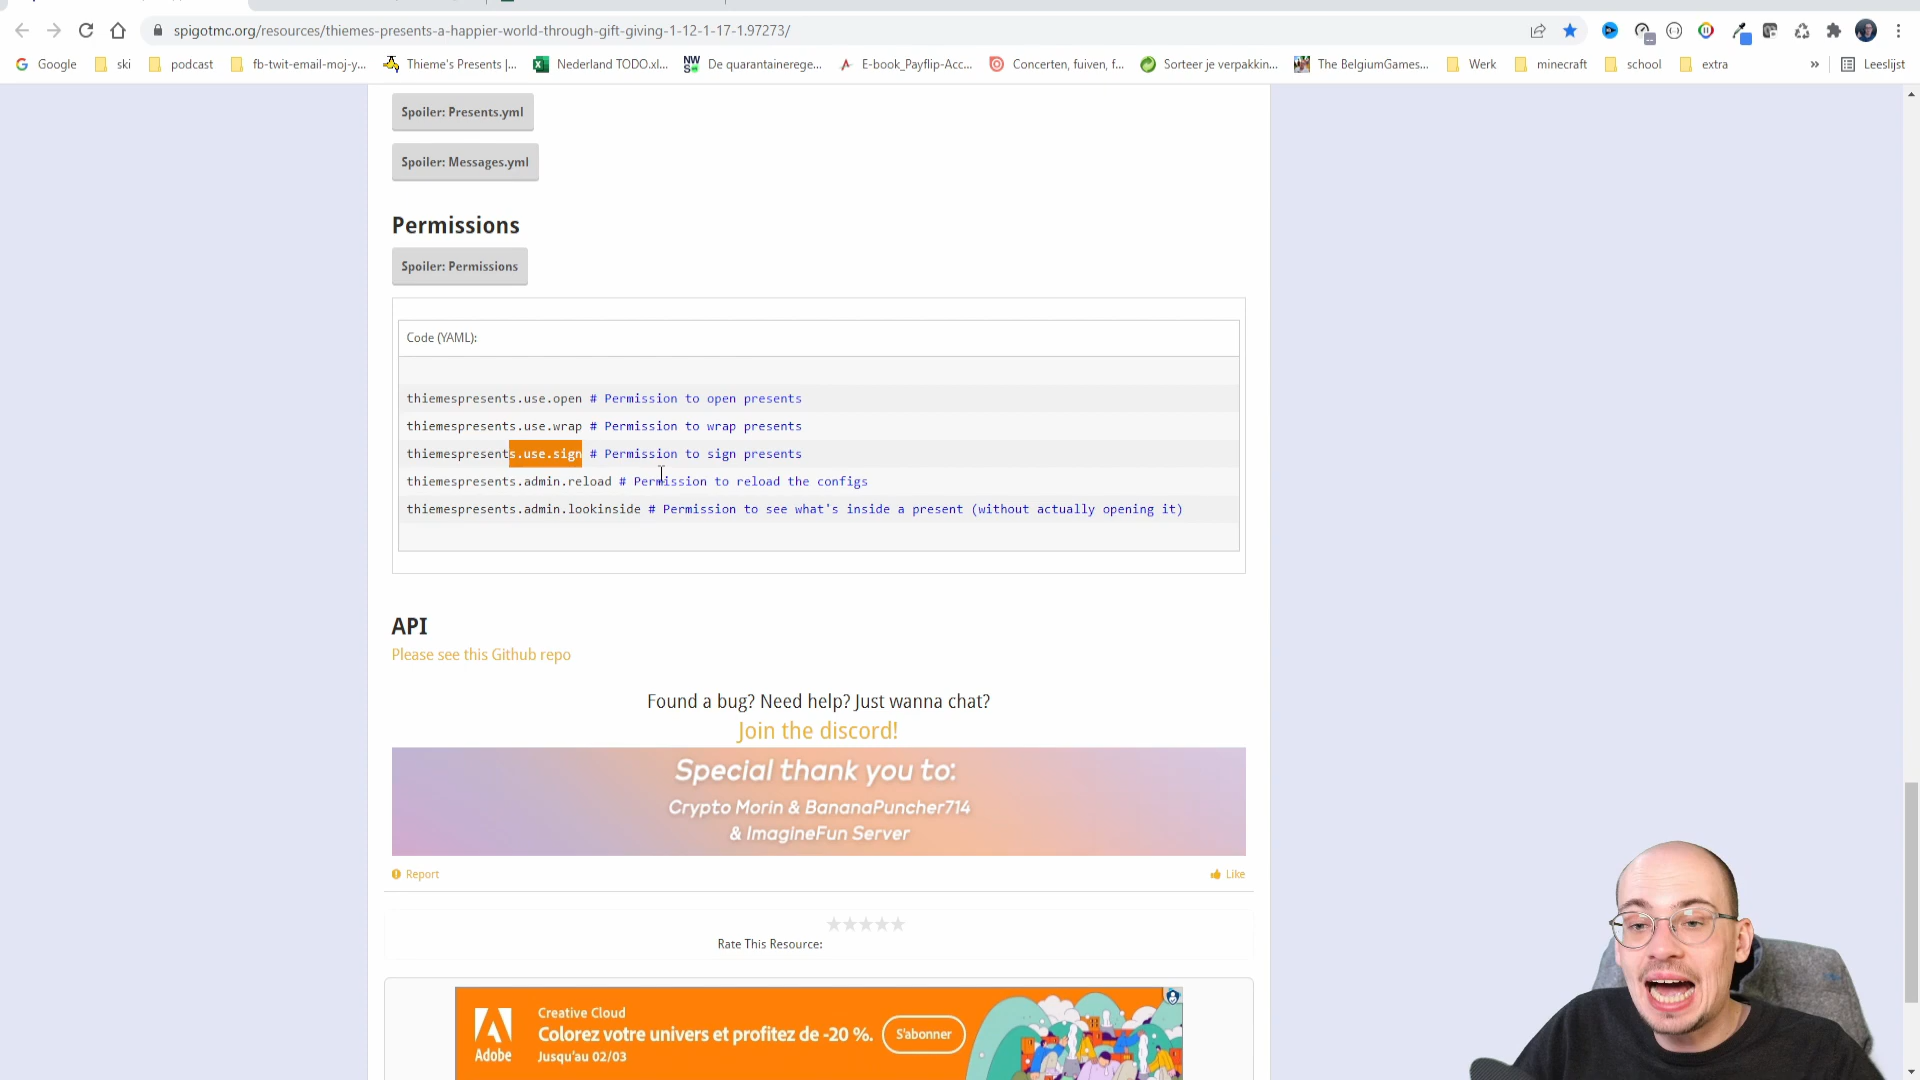 spigotmc.org/resources/thiemes-presents-a-happier-world-through-gift-giving-1-12-1-17-1.97273/
Google ski podcast fb-twit-email-moj-y... Thieme's Presents |... Nederland TODO.xl... De quarantainerege... E-book_Payflip-Acc... Concerten, fuiven, f... Sorteer je verpakkin... The BelgiumGames... Werk minecraft school extra » Leeslijst
Spoiler: Presents.yml
Spoiler: Messages.yml
Permissions
Spoiler: Permissions
Code (YAML):
thiemespresents.use.open # Permission to open presents
thiemespresents.use.wrap # Permission to wrap presents
thiemespresents.use.sign # Permission to sign presents
thiemespresents.admin.reload # Permission to reload the configs
thiemespresents.admin.lookinside # Permission to see what's inside a present (without actually opening it)
API
Please see this Github repo
Found a bug? Need help? Just wanna chat?
Join the discord!
Special thank you to:
Crypto Morin & BananaPuncher714
& ImagineFun Server
Report Like
Rate This Resource:
Adobe
Creative Cloud
Colorez votre univers et profitez de -20 %.
Jusqu'au 02/03
S'abonner